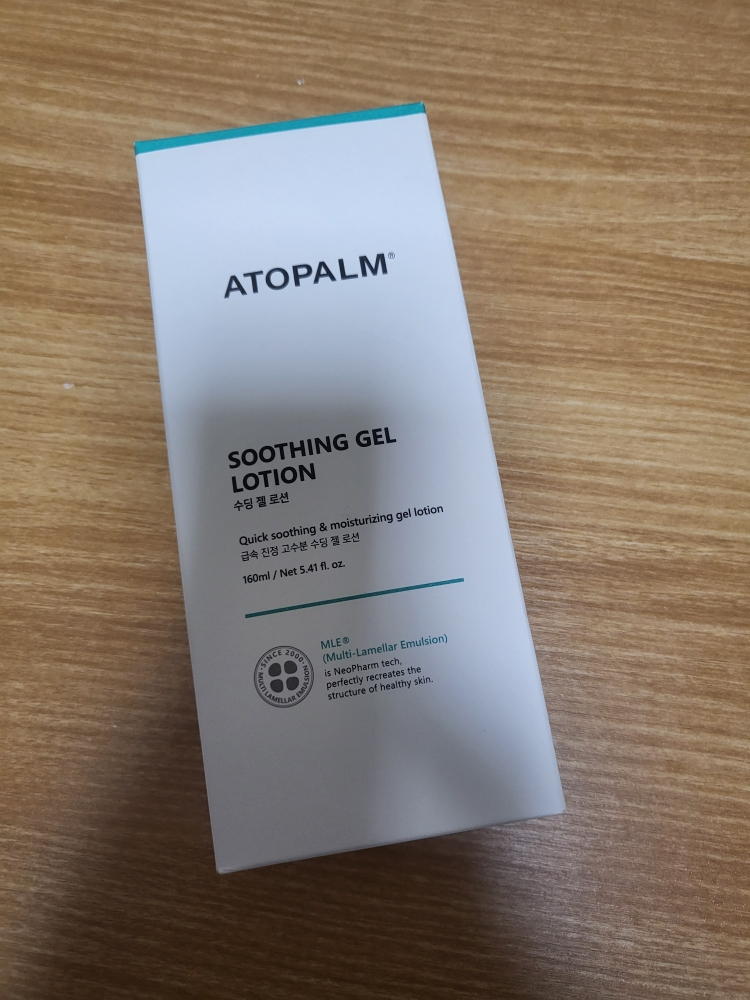 ATOPALM®
SOOTHING GEL
LOTION
수딩 젤 로션
Quick soothing & moisturizing gel lotion
급속 진정 고수분 수딩 젤 로션
160ml / Net 5.41 fl. oz.
MLE®
(Multi-Lamellar Emulsion)
is NeoPharm tech,
perfectly recreates the
structure of healthy skin.
·SINCE 2000·
MULTI LAMELLAR EMULSION